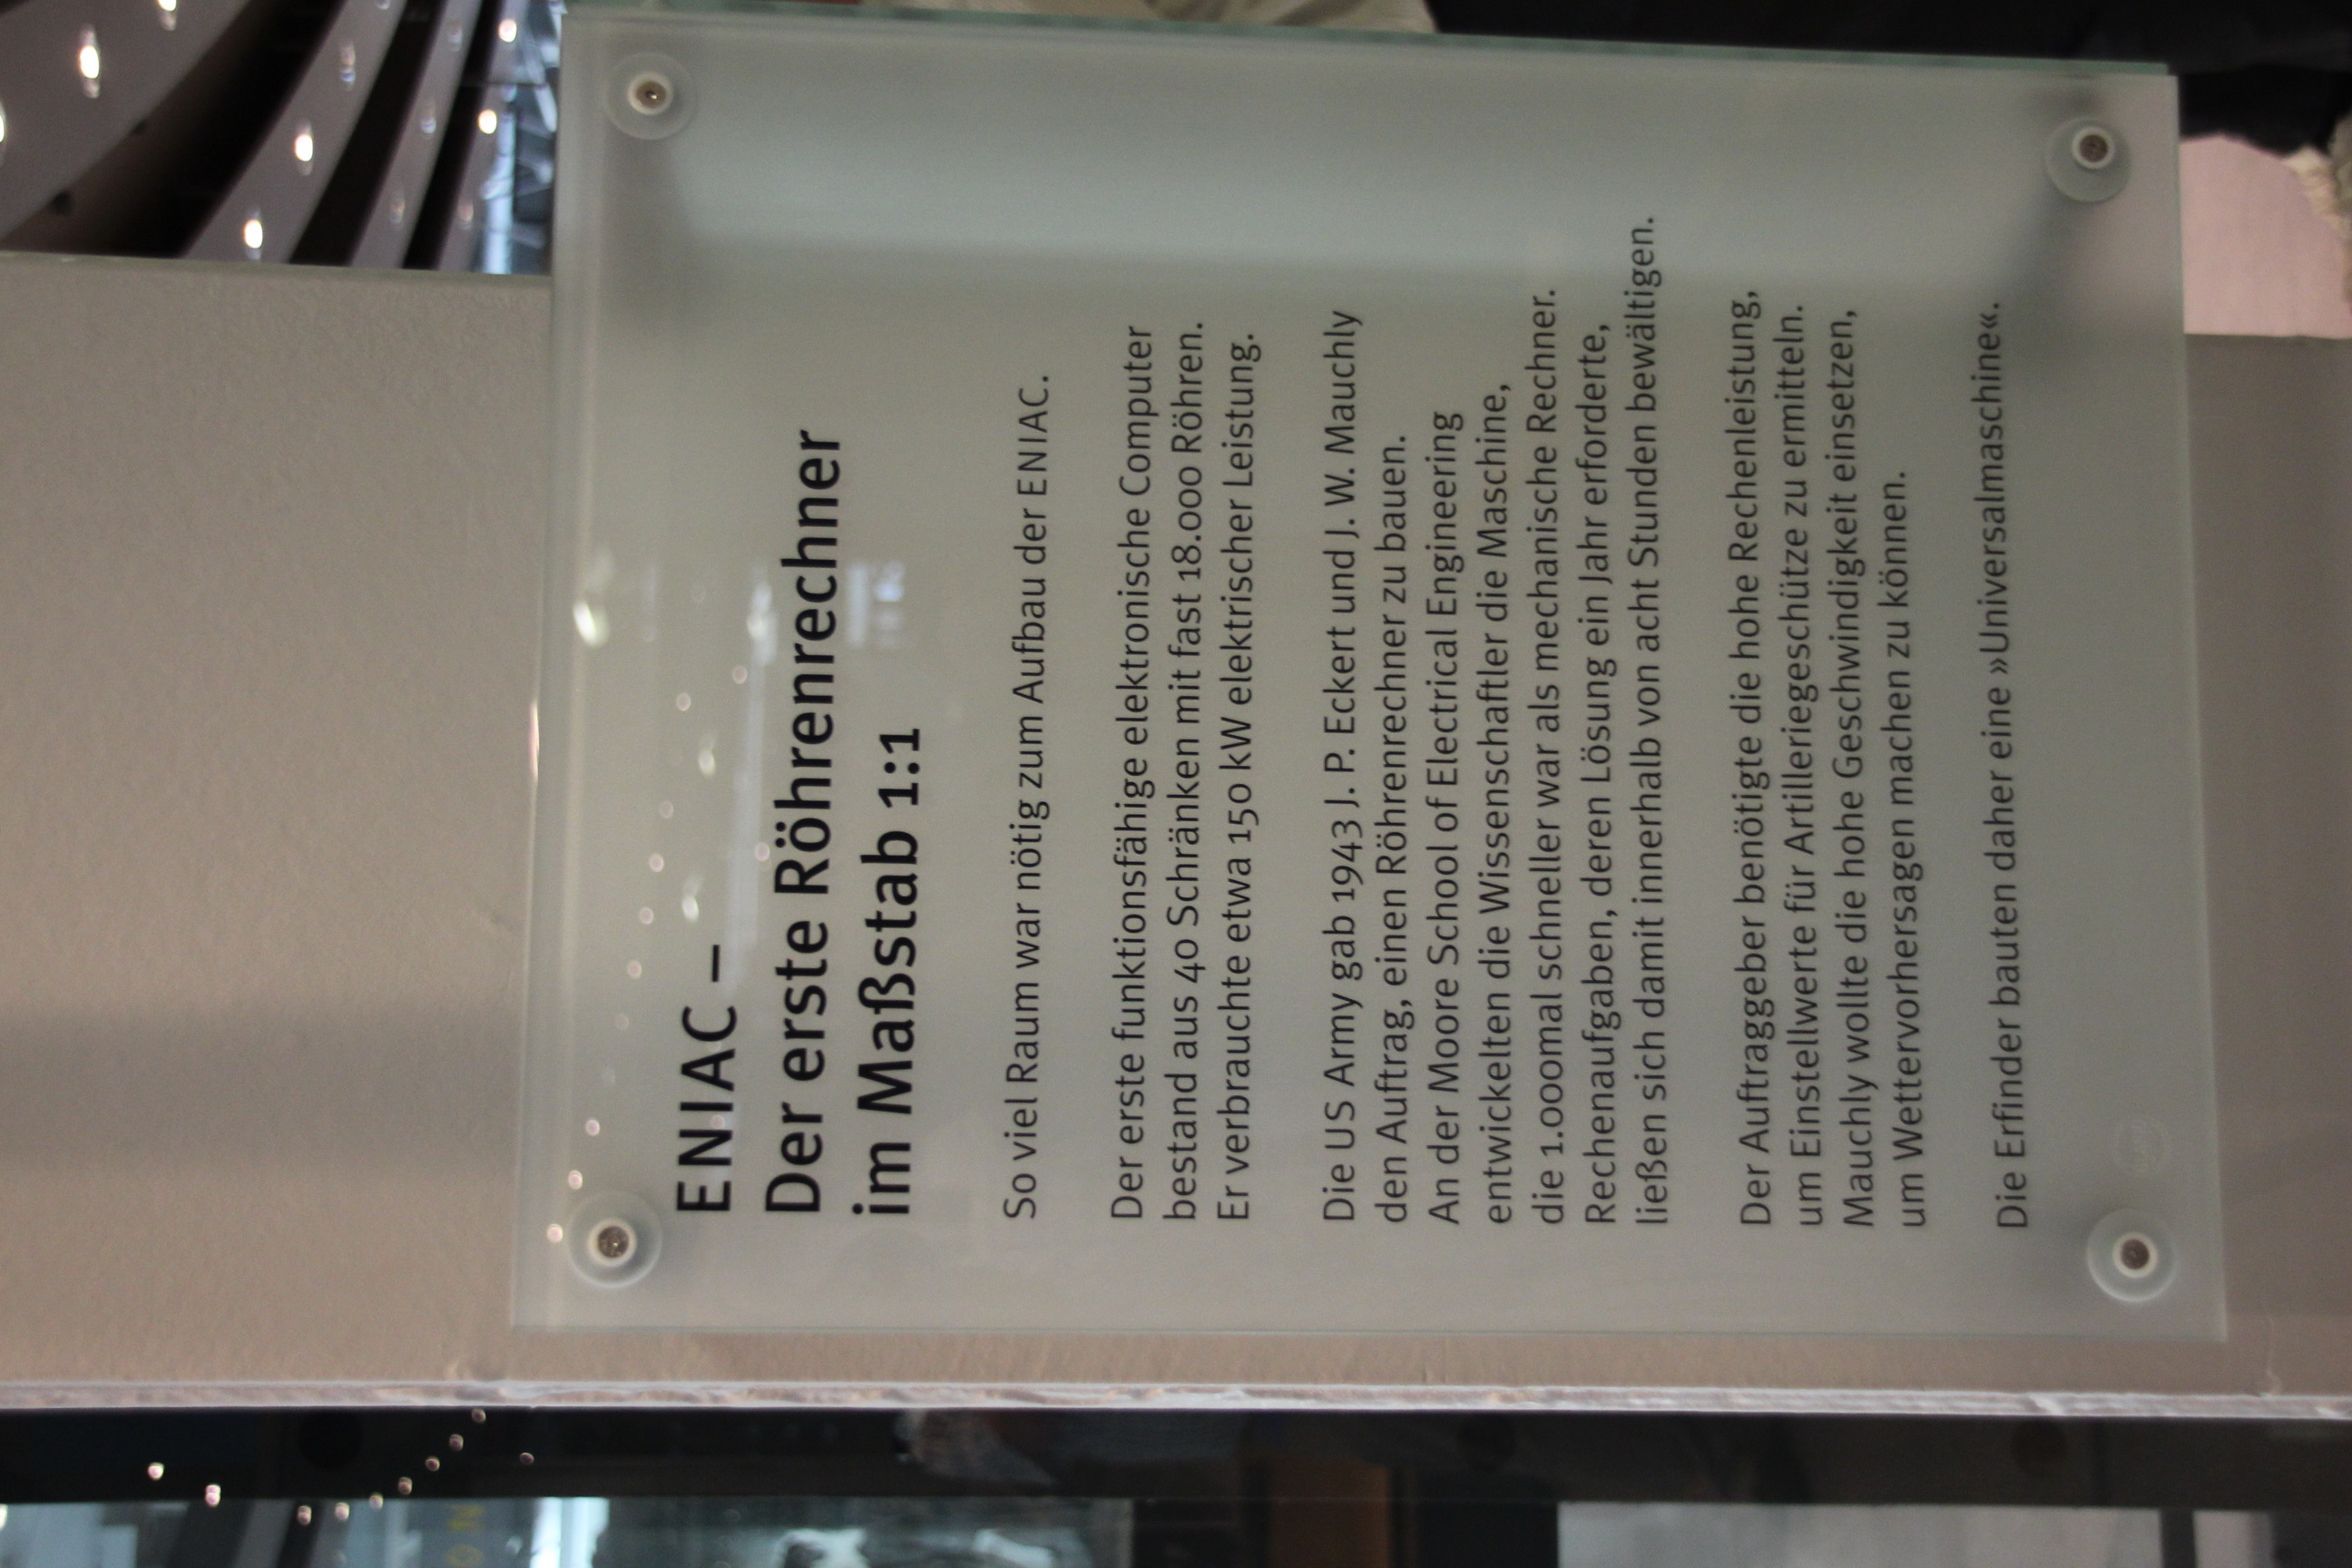 ENIAC –
Der erste Röhrenrechner
im Maßstab 1:1
So viel Raum war nötig zum Aufbau der ENIAC.
Der erste funktionsfähige elektronische Computer
bestand aus 40 Schränken mit fast 18.000 Röhren.
Er verbrauchte etwa 150 kW elektrischer Leistung.
Die US Army gab 1943 J. P. Eckert und J. W. Mauchly
den Auftrag, einen Röhrenrechner zu bauen.
An der Moore School of Electrical Engineering
entwickelten die Wissenschaftler die Maschine,
die 1.000mal schneller war als mechanische Rechner.
Rechenaufgaben, deren Lösung ein Jahr erforderte,
ließen sich damit innerhalb von acht Stunden bewältigen.
Der Auftraggeber benötigte die hohe Rechenleistung,
um Einstellwerte für Artilleriegeschütze zu ermitteln.
Mauchly wollte die hohe Geschwindigkeit einsetzen,
um Wettervorhersagen machen zu können.
Die Erfinder bauten daher eine »Universalmaschine«.